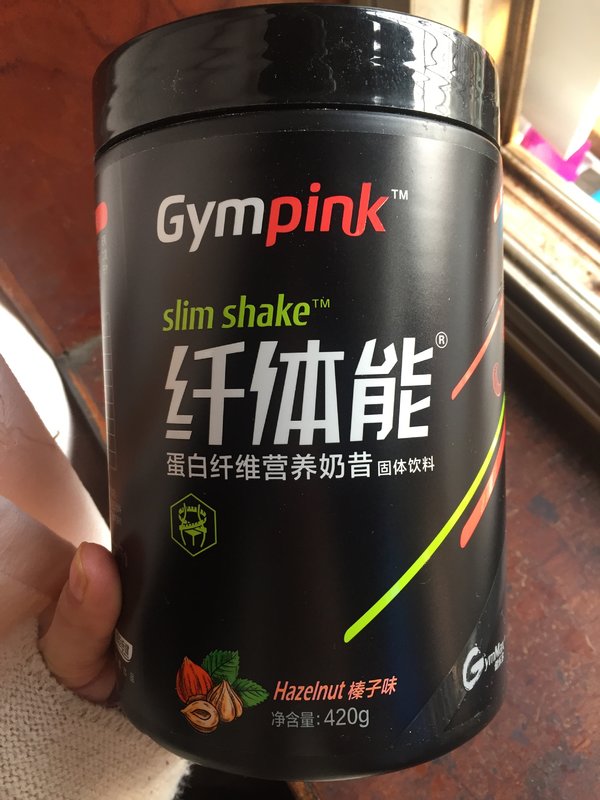 Gympink™
slim shake™
纤体能®
蛋白纤维营养奶昔 固体饮料
Hazelnut 榛子味
净含量: 420g